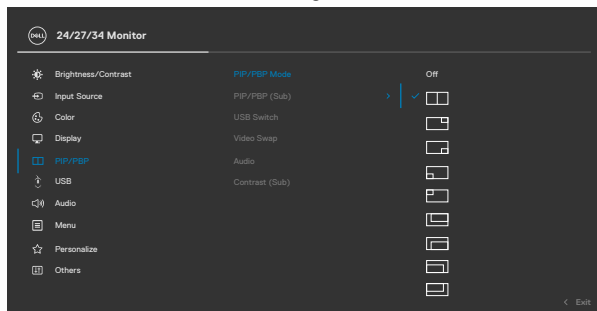 DELL
24/27/34 Monitor
Brightness/Contrast
Input Source
Color
Display
PIP/PBP
USB
Audio
Menu
Personalize
Others
PIP/PBP Mode
PIP/PBP (Sub)
USB Switch
Video Swap
Audio
Contrast (Sub)
Off
Exit